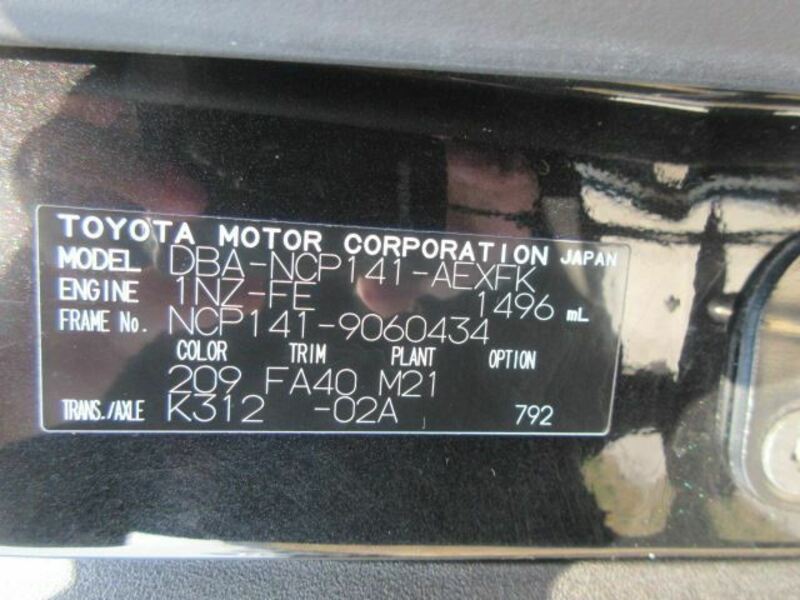 TOYOTA MOTOR CORPORATION JAPAN
MODEL DBA-NCP141-AEXFK
ENGINE 1NZ-FE 1496 mL
FRAME No. NCP141-9060434
COLOR TRIM PLANT OPTION
209 FA40 M21
TRANS./AXLE K312 -02A 792